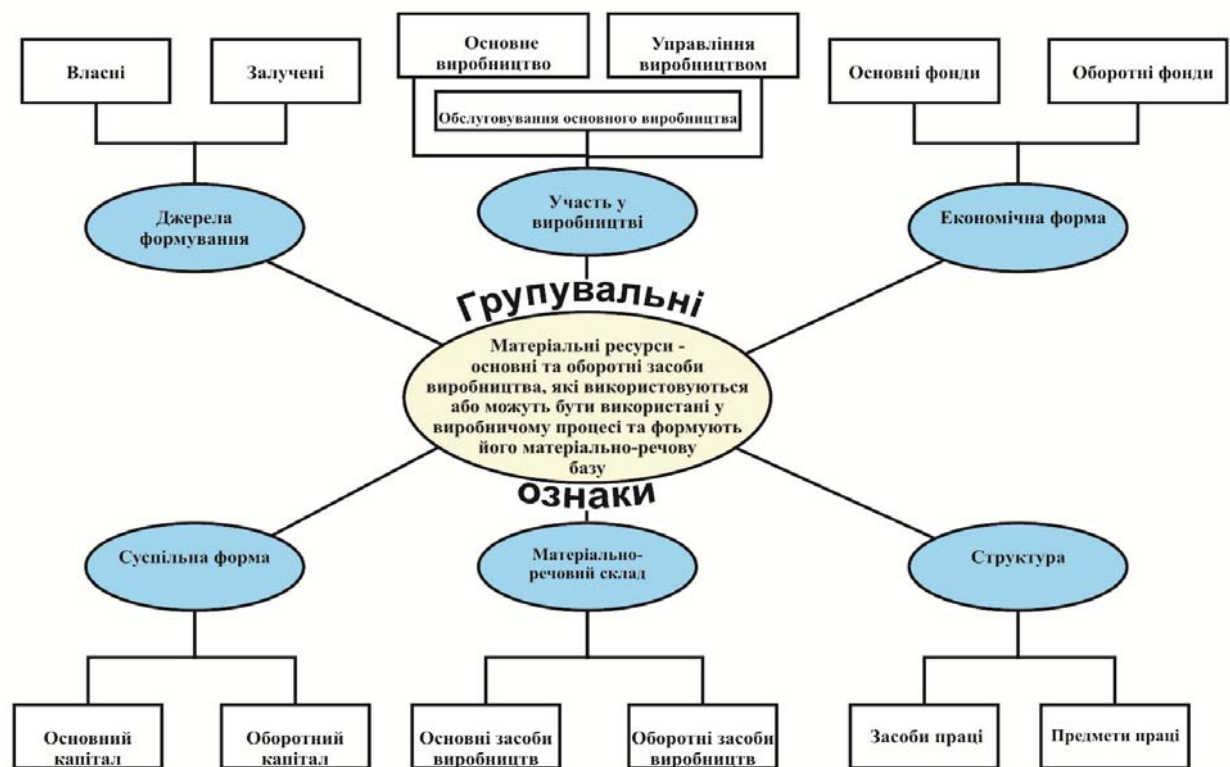 Власні
Залучені
Основне
виробництво
Управління
виробництвом
Обслуговування основного виробництва
Основні фонди
Оборотні фонди
Джерела
формування
Участь у
виробництві
Економічна форма
Групувальні
Матеріальні ресурси -
основні та оборотні засоби
виробництва, які використовуються
або можуть бути використані у
виробничому процесі та формують
його матеріально-речову
базу
ознаки
Суспільна форма
Матеріально-
речовий склад
Структура
Основний
капітал
Оборотний
капітал
Основні засоби
виробництв
Оборотні засоби
виробництв
Засоби праці
Предмети праці